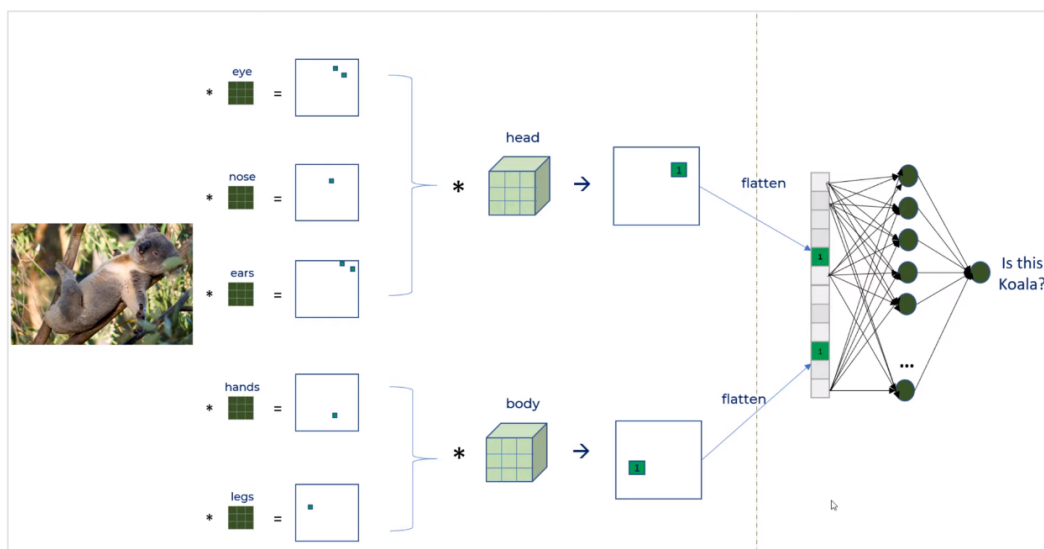 eye
* =
nose
* =
ears
* =
hands
* =
legs
* =
* head →
1
* body →
1
flatten
flatten
1
1
...
Is this
Koala?